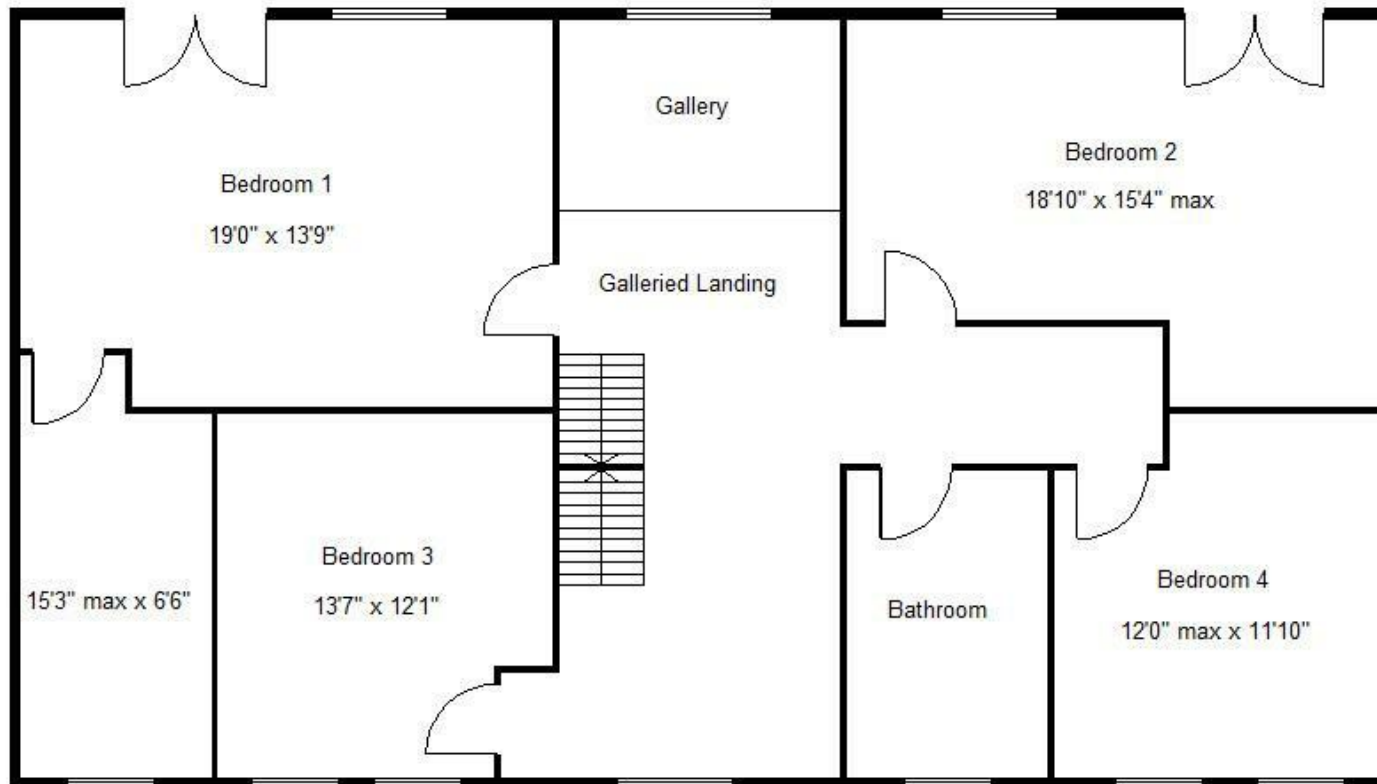 Gallery
Bedroom 1
19'0" x 13'9"
Bedroom 2
18'10" x 15'4" max
Galleried Landing
15'3" max x 6'6"
Bedroom 3
13'7" x 12'1"
Bathroom
Bedroom 4
12'0" max x 11'10"